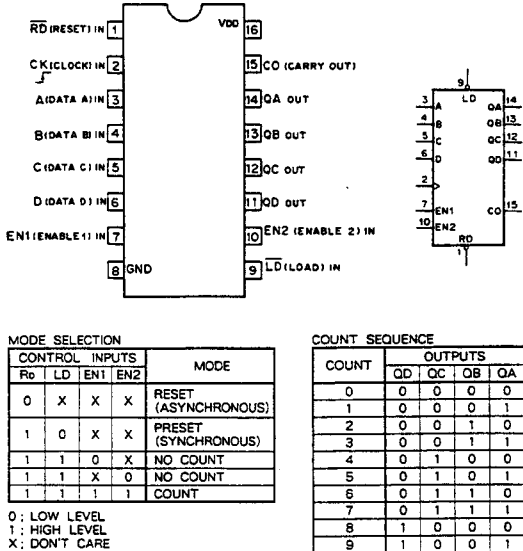 RD (RESET) IN 1
CK (CLOCK) IN 2
A (DATA A) IN 3
B (DATA B) IN 4
C (DATA C) IN 5
D (DATA D) IN 6
EN1 (ENABLE 1) IN 7
8 GND
VDD 16
15 CO (CARRY OUT)
14 QA OUT
13 QB OUT
12 QC OUT
11 QD OUT
10 EN2 (ENABLE 2) IN
9 LD (LOAD) IN
9
LD
3 A QA 14
4 B QB 13
5 C QC 12
6 D QD 11
2
7 EN1 CO 15
10 EN2
RD
1
MODE SELECTION
CONTROL INPUTS MODE
RD LD EN1 EN2
0 X X X RESET (ASYNCHRONOUS)
1 0 X X PRESET (SYNCHRONOUS)
1 1 0 X NO COUNT
1 1 X 0 NO COUNT
1 1 1 1 COUNT
0 ; LOW LEVEL
1 ; HIGH LEVEL
X ; DON'T CARE
COUNT SEQUENCE
COUNT OUTPUTS
QD QC QB QA
0 0 0 0 0
1 0 0 0 1
2 0 0 1 0
3 0 0 1 1
4 0 1 0 0
5 0 1 0 1
6 0 1 1 0
7 0 1 1 1
8 1 0 0 0
9 1 0 0 1